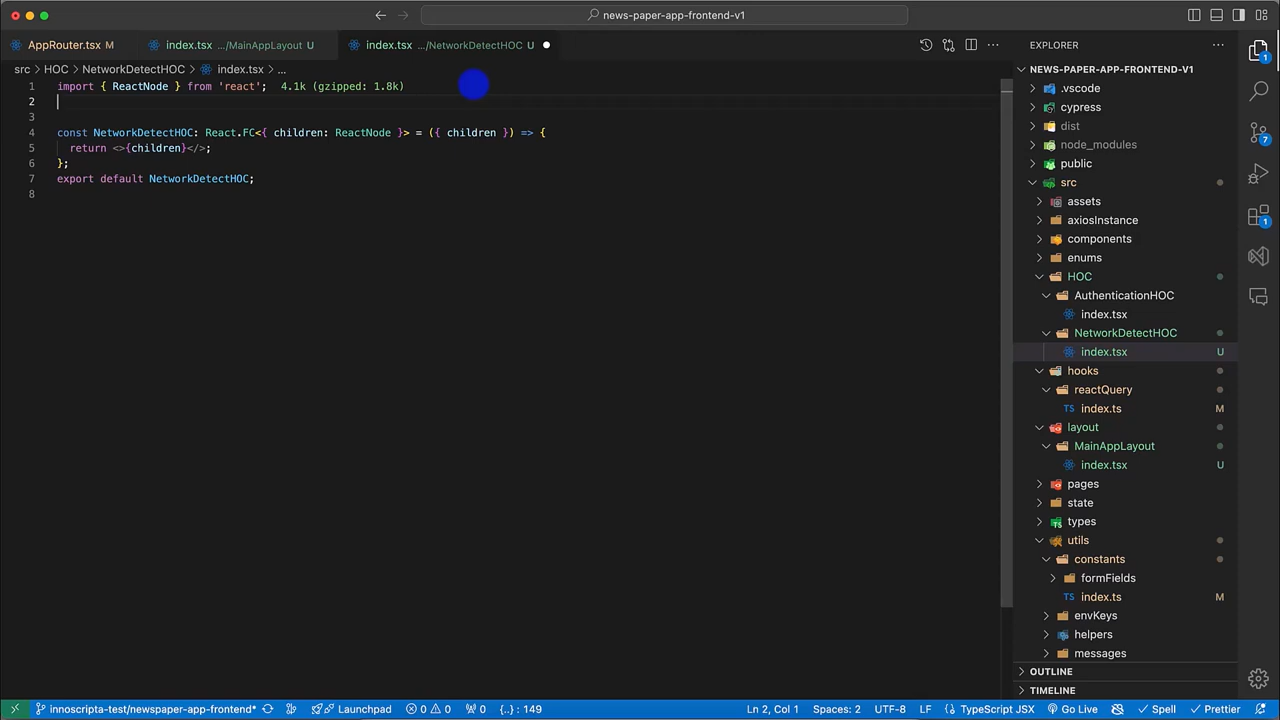 news-paper-app-frontend-v1
AppRouter.tsx M
index.tsx .../MainAppLayout U
index.tsx .../NetworkDetectHOC U
src > HOC > NetworkDetectHOC > index.tsx > ...
1 import { ReactNode } from 'react'; 4.1k (gzipped: 1.8k)
2
3
4 const NetworkDetectHOC: React.FC<{ children: ReactNode }> = ({ children }) => {
5 return <>{children}</>;
6 };
7 export default NetworkDetectHOC;
8
EXPLORER
NEWS-PAPER-APP-FRONTEND-V1
.vscode
cypress
dist
node_modules
public
src
assets
axiosInstance
components
enums
HOC
AuthenticationHOC
index.tsx
NetworkDetectHOC
index.tsx U
hooks
reactQuery
TS index.ts M
layout
MainAppLayout
index.tsx U
pages
state
types
utils
constants
formFields
TS index.ts M
envKeys
helpers
messages
OUTLINE
TIMELINE
1
7
1
innoscripta-test/newspaper-app-frontend* Launchpad 0 0 0 {..} : 149 Ln 2, Col 1 Spaces: 2 UTF-8 LF {} TypeScript JSX Go Live Spell Prettier